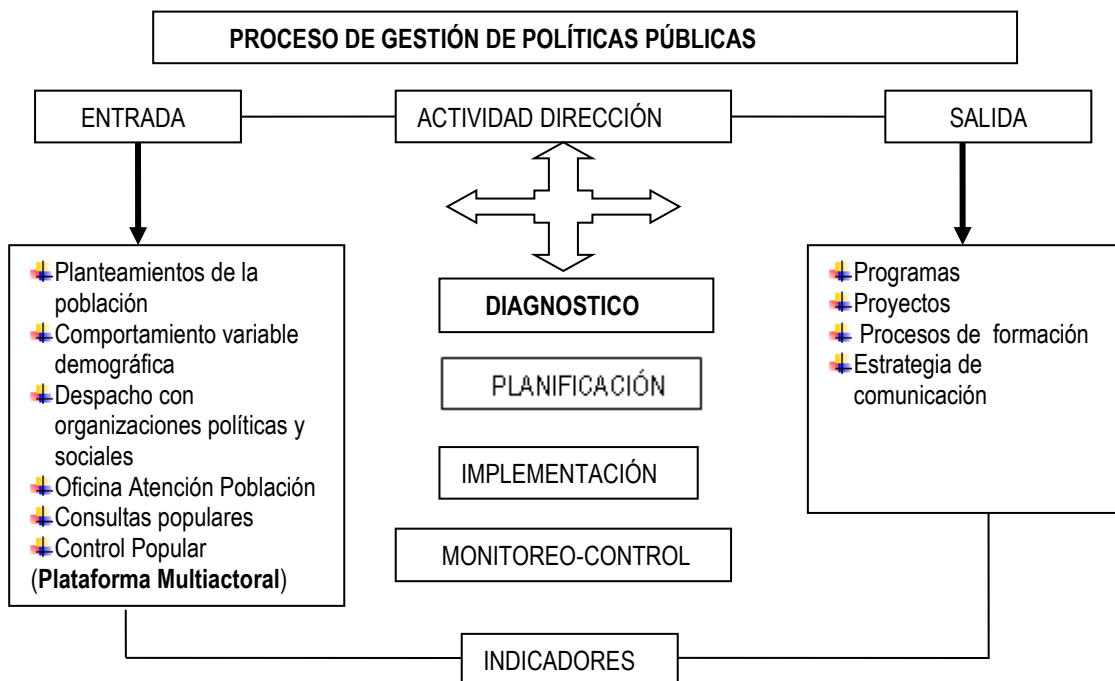 PROCESO DE GESTIÓN DE POLÍTICAS PÚBLICAS
ENTRADA
ACTIVIDAD DIRECCIÓN
SALIDA
Planteamientos de la
población
Comportamiento variable
demográfica
Despacho con
organizaciones políticas y
sociales
Oficina Atención Población
Consultas populares
Control Popular
(Plataforma Multiactoral)
DIAGNOSTICO
PLANIFICACIÓN
IMPLEMENTACIÓN
MONITOREO-CONTROL
Programas
Proyectos
Procesos de formación
Estrategia de
comunicación
INDICADORES